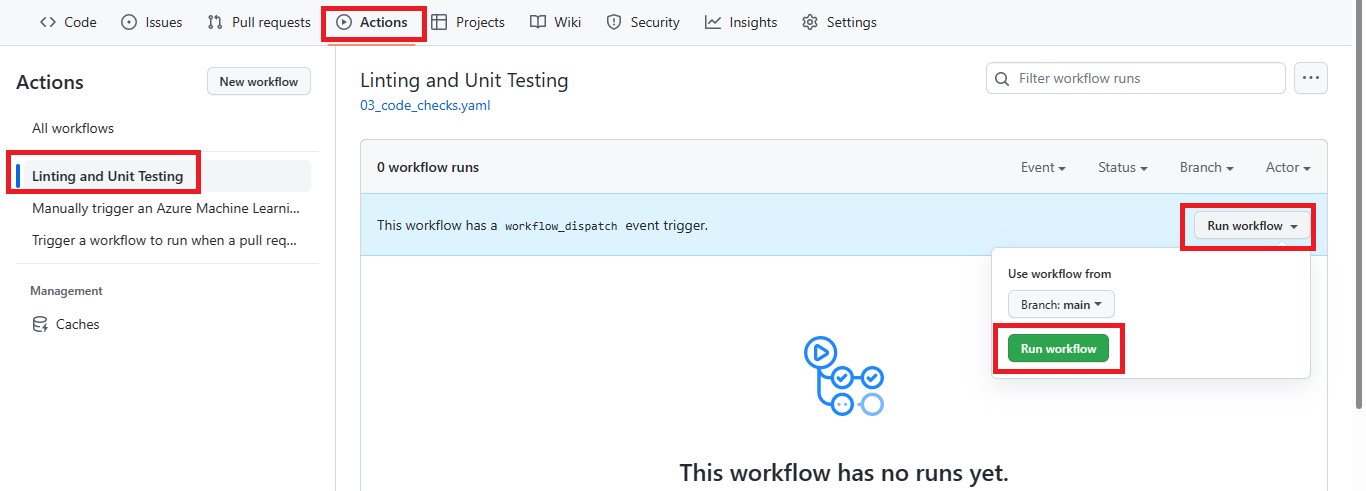 Code Issues Pull requests Actions Projects Wiki Security Insights Settings
Actions
New workflow
All workflows
Linting and Unit Testing
Manually trigger an Azure Machine Learni...
Trigger a workflow to run when a pull req...
Management
Caches
Linting and Unit Testing
03_code_checks.yaml
Filter workflow runs
0 workflow runs
Event Status Branch Actor
This workflow has a workflow_dispatch event trigger.
Run workflow
Use workflow from
Branch: main
Run workflow
This workflow has no runs yet.